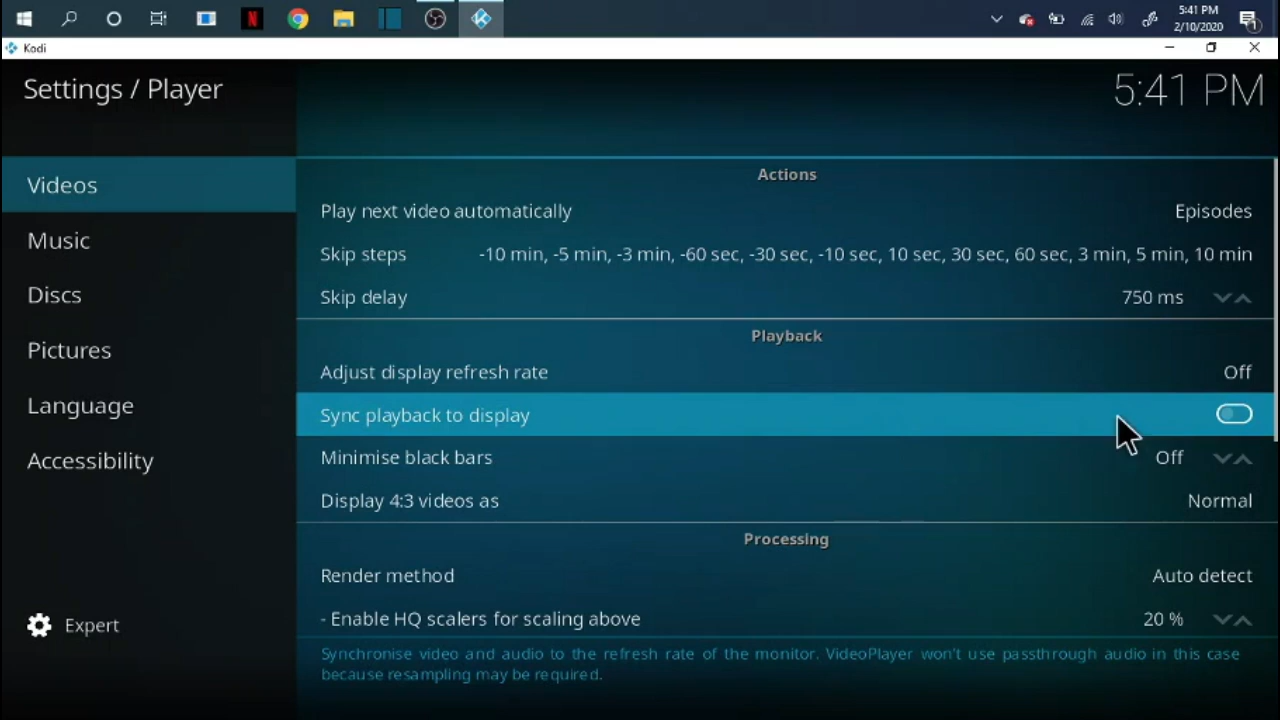 5:41 PM
2/10/2020
1
Kodi
Settings / Player
5:41 PM
Videos
Music
Discs
Pictures
Language
Accessibility
Expert
Actions
Play next video automatically Episodes
Skip steps -10 min, -5 min, -3 min, -60 sec, -30 sec, -10 sec, 10 sec, 30 sec, 60 sec, 3 min, 5 min, 10 min
Skip delay 750 ms
Playback
Adjust display refresh rate Off
Sync playback to display
Minimise black bars Off
Display 4:3 videos as Normal
Processing
Render method Auto detect
- Enable HQ scalers for scaling above 20 %
Synchronise video and audio to the refresh rate of the monitor. VideoPlayer won't use passthrough audio in this case
because resampling may be required.